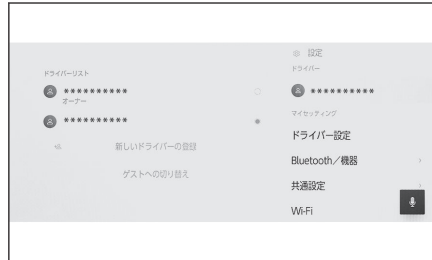 ドライバーリスト
**********
オーナー
**********
新しいドライバーの登録
ゲストへの切り替え
設定
ドライバー
**********
マイセッティング
ドライバー設定
Bluetooth／機器
共通設定
Wi-Fi